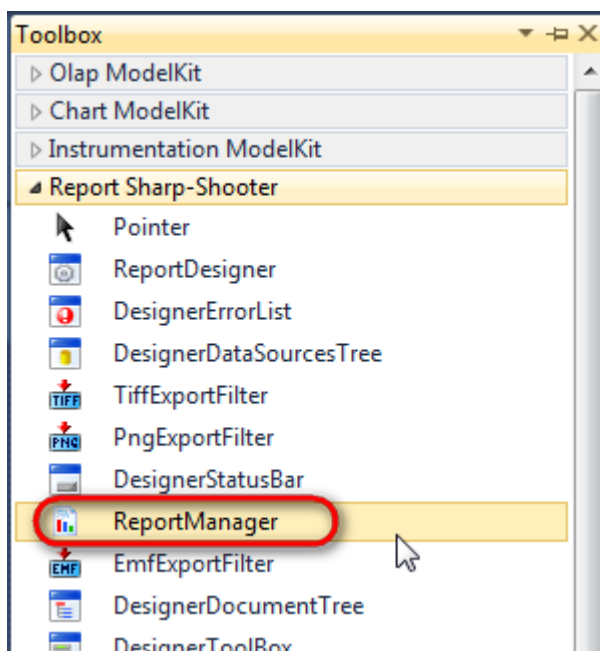 Toolbox
Olap ModelKit
Chart ModelKit
Instrumentation ModelKit
Report Sharp-Shooter
Pointer
ReportDesigner
DesignerErrorList
DesignerDataSourcesTree
TIFF TiffExportFilter
PNG PngExportFilter
DesignerStatusBar
ReportManager
EMF EmfExportFilter
DesignerDocumentTree
DesignerToolBox